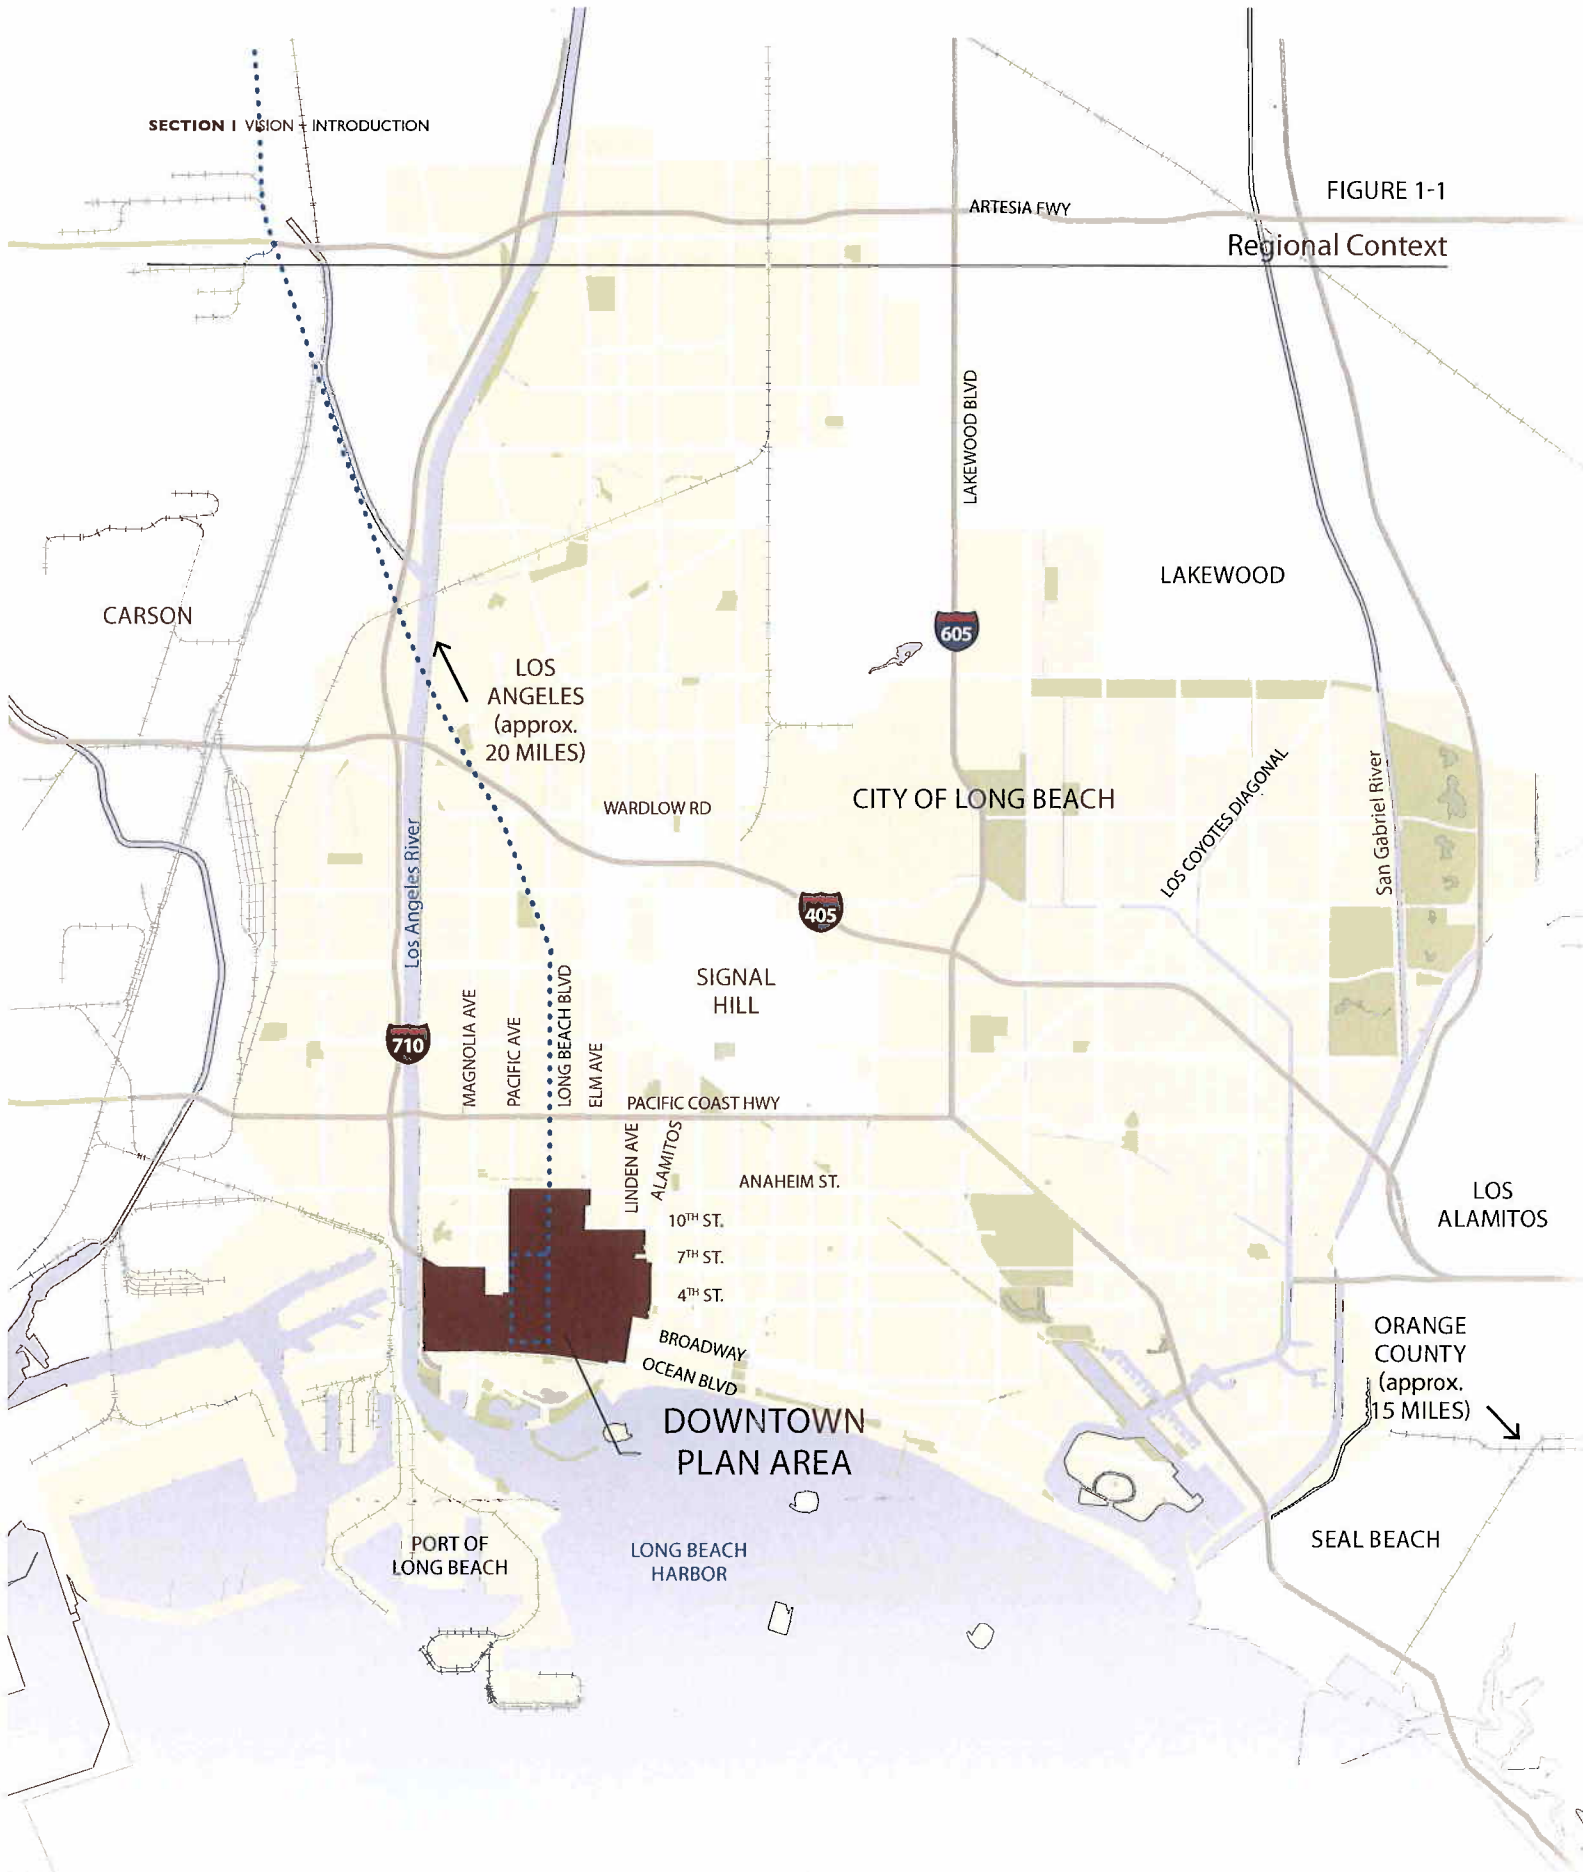 SECTION 1 VISION + INTRODUCTION
FIGURE 1-1
ARTESIA FWY
Regional Context
LAKEWOOD BLVD
LAKEWOOD
CARSON
605
LOS
ANGELES
(approx.
20 MILES)
WARDLOW RD
CITY OF LONG BEACH
LOS COYOTES DIAGONAL
San Gabriel River
Los Angeles River
405
SIGNAL
HILL
710
MAGNOLIA AVE
PACIFIC AVE
LONG BEACH BLVD
ELM AVE
PACIFIC COAST HWY
LINDEN AVE
ALAMITOS
ANAHEIM ST.
10TH ST.
7TH ST.
4TH ST.
LOS
ALAMITOS
BROADWAY
OCEAN BLVD
ORANGE
COUNTY
(approx.
15 MILES)
DOWNTOWN
PLAN AREA
PORT OF
LONG BEACH
LONG BEACH
HARBOR
SEAL BEACH